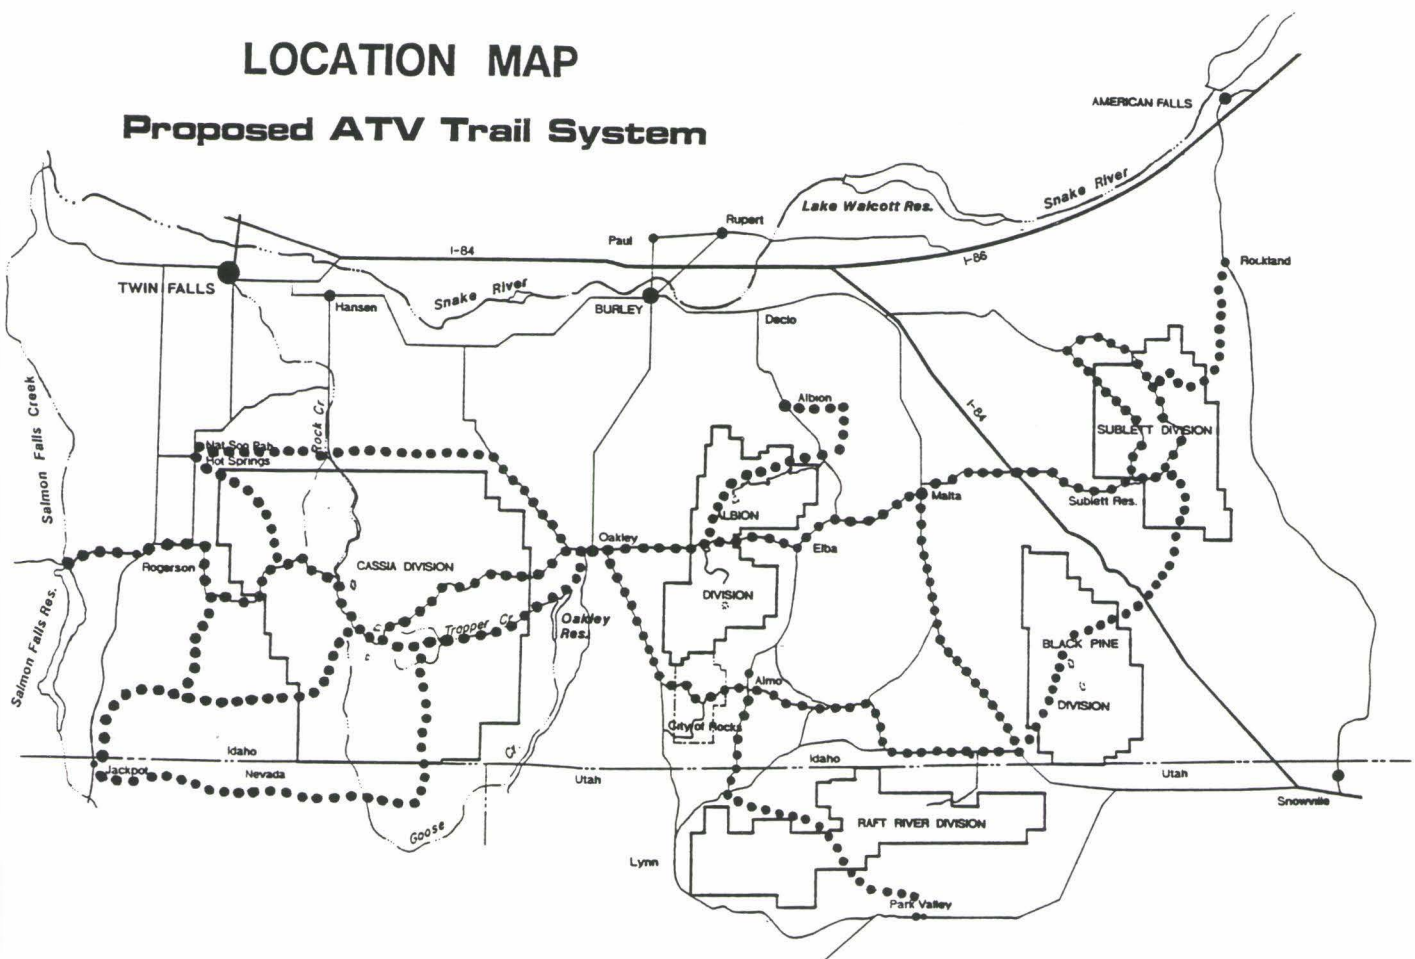 LOCATION MAP
Proposed ATV Trail System
AMERICAN FALLS
Snake River
Lake Walcott Res.
Rupert
Paul
I-84
I-86
Rockland
TWIN FALLS
Snake River
Hansen
BURLEY
Declo
Salmon Falls Creek
Rock Cr
Albion
I-84
SUBLETT DIVISION
Nat Soo Pah
Hot Springs
Malta
Sublett Res.
ALBION
Oakley
Elba
Rogerson
CASSIA DIVISION
DIVISION
Salmon Falls Res.
Trapper Cr
Oakley
Res.
BLACK PINE
Almo
DIVISION
City of Rocks
Idaho
Cr.
Idaho
Jackpot
Nevada
Utah
Utah
Snowville
Goose
RAFT RIVER DIVISION
Lynn
Park Valley